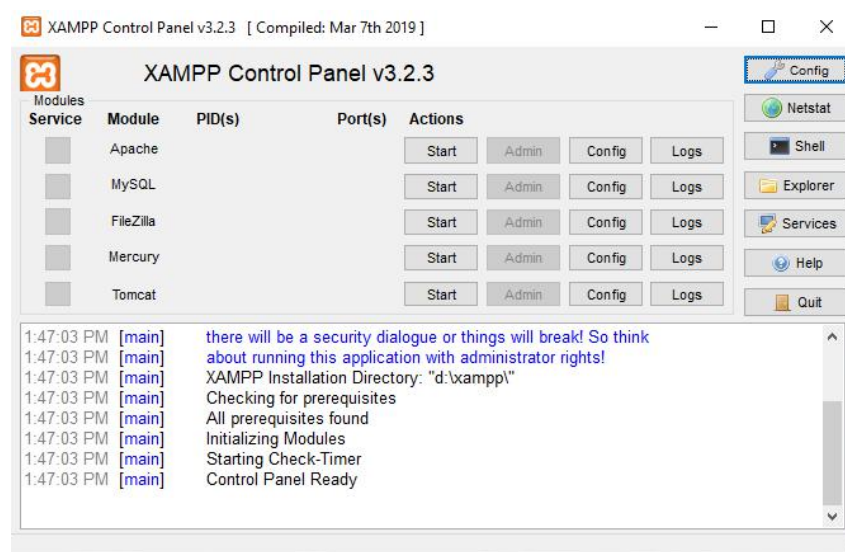 XAMPP Control Panel v3.2.3 [ Compiled: Mar 7th 2019 ]
XAMPP Control Panel v3.2.3
Config
Modules
Service Module PID(s) Port(s) Actions
Netstat
Apache Start Admin Config Logs
Shell
MySQL Start Admin Config Logs
Explorer
FileZilla Start Admin Config Logs
Services
Mercury Start Admin Config Logs
Help
Tomcat Start Admin Config Logs
Quit
1:47:03 PM [main] there will be a security dialogue or things will break! So think
1:47:03 PM [main] about running this application with administrator rights!
1:47:03 PM [main] XAMPP Installation Directory: "d:\xampp\"
1:47:03 PM [main] Checking for prerequisites
1:47:03 PM [main] All prerequisites found
1:47:03 PM [main] Initializing Modules
1:47:03 PM [main] Starting Check-Timer
1:47:03 PM [main] Control Panel Ready